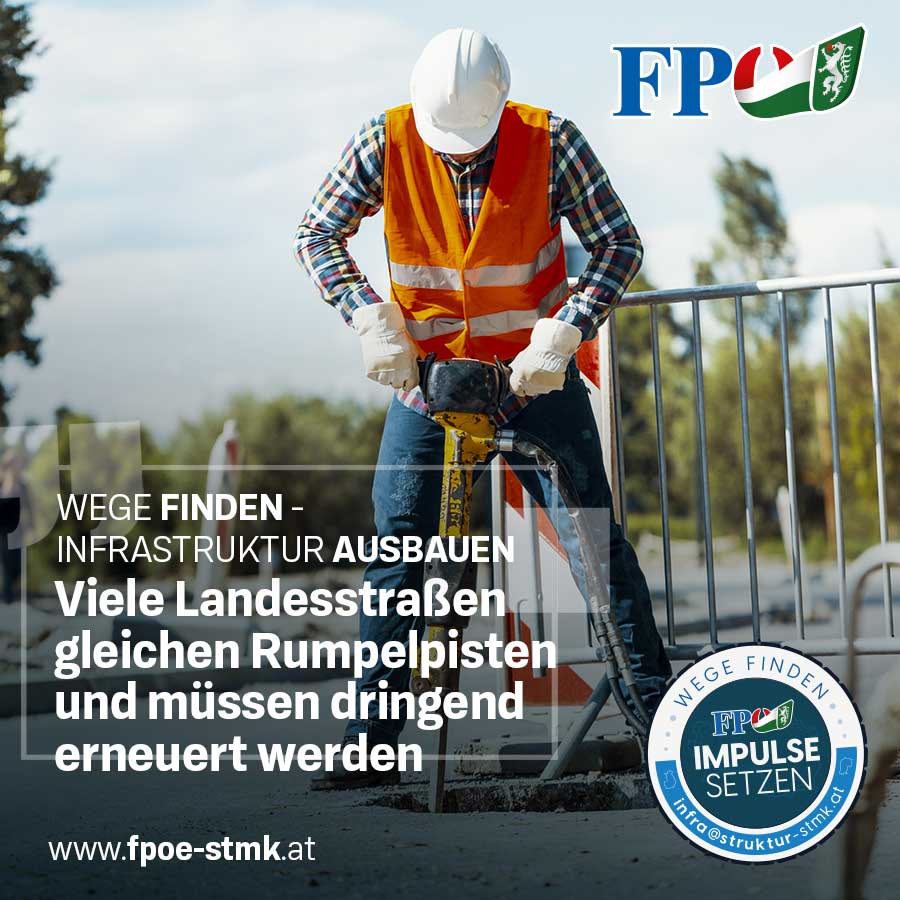 FPÖ
WEGE FINDEN -
INFRASTRUKTUR AUSBAUEN
Viele Landesstraßen
gleichen Rumpelpisten
und müssen dringend
erneuert werden
WEGE FINDEN
FPÖ
IMPULSE
SETZEN
infra@struktur-stmk.at
www.fpoe-stmk.at